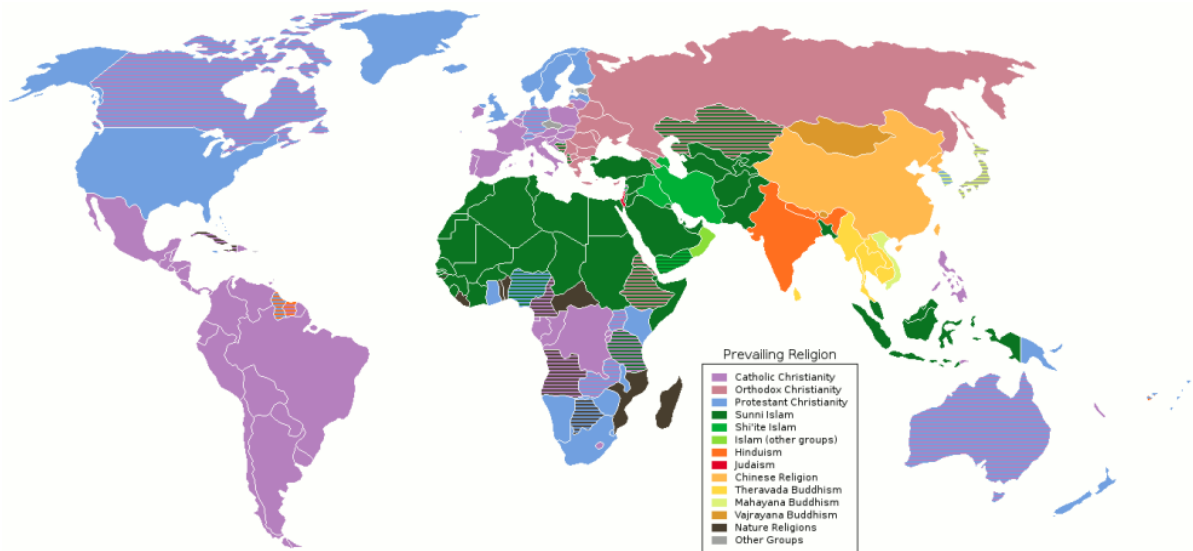 Prevailing Religion
Catholic Christianity
Orthodox Christianity
Protestant Christianity
Sunni Islam
Shi'ite Islam
Islam (other groups)
Hinduism
Judaism
Chinese Religion
Theravada Buddhism
Mahayana Buddhism
Vajrayana Buddhism
Nature Religions
Other Groups